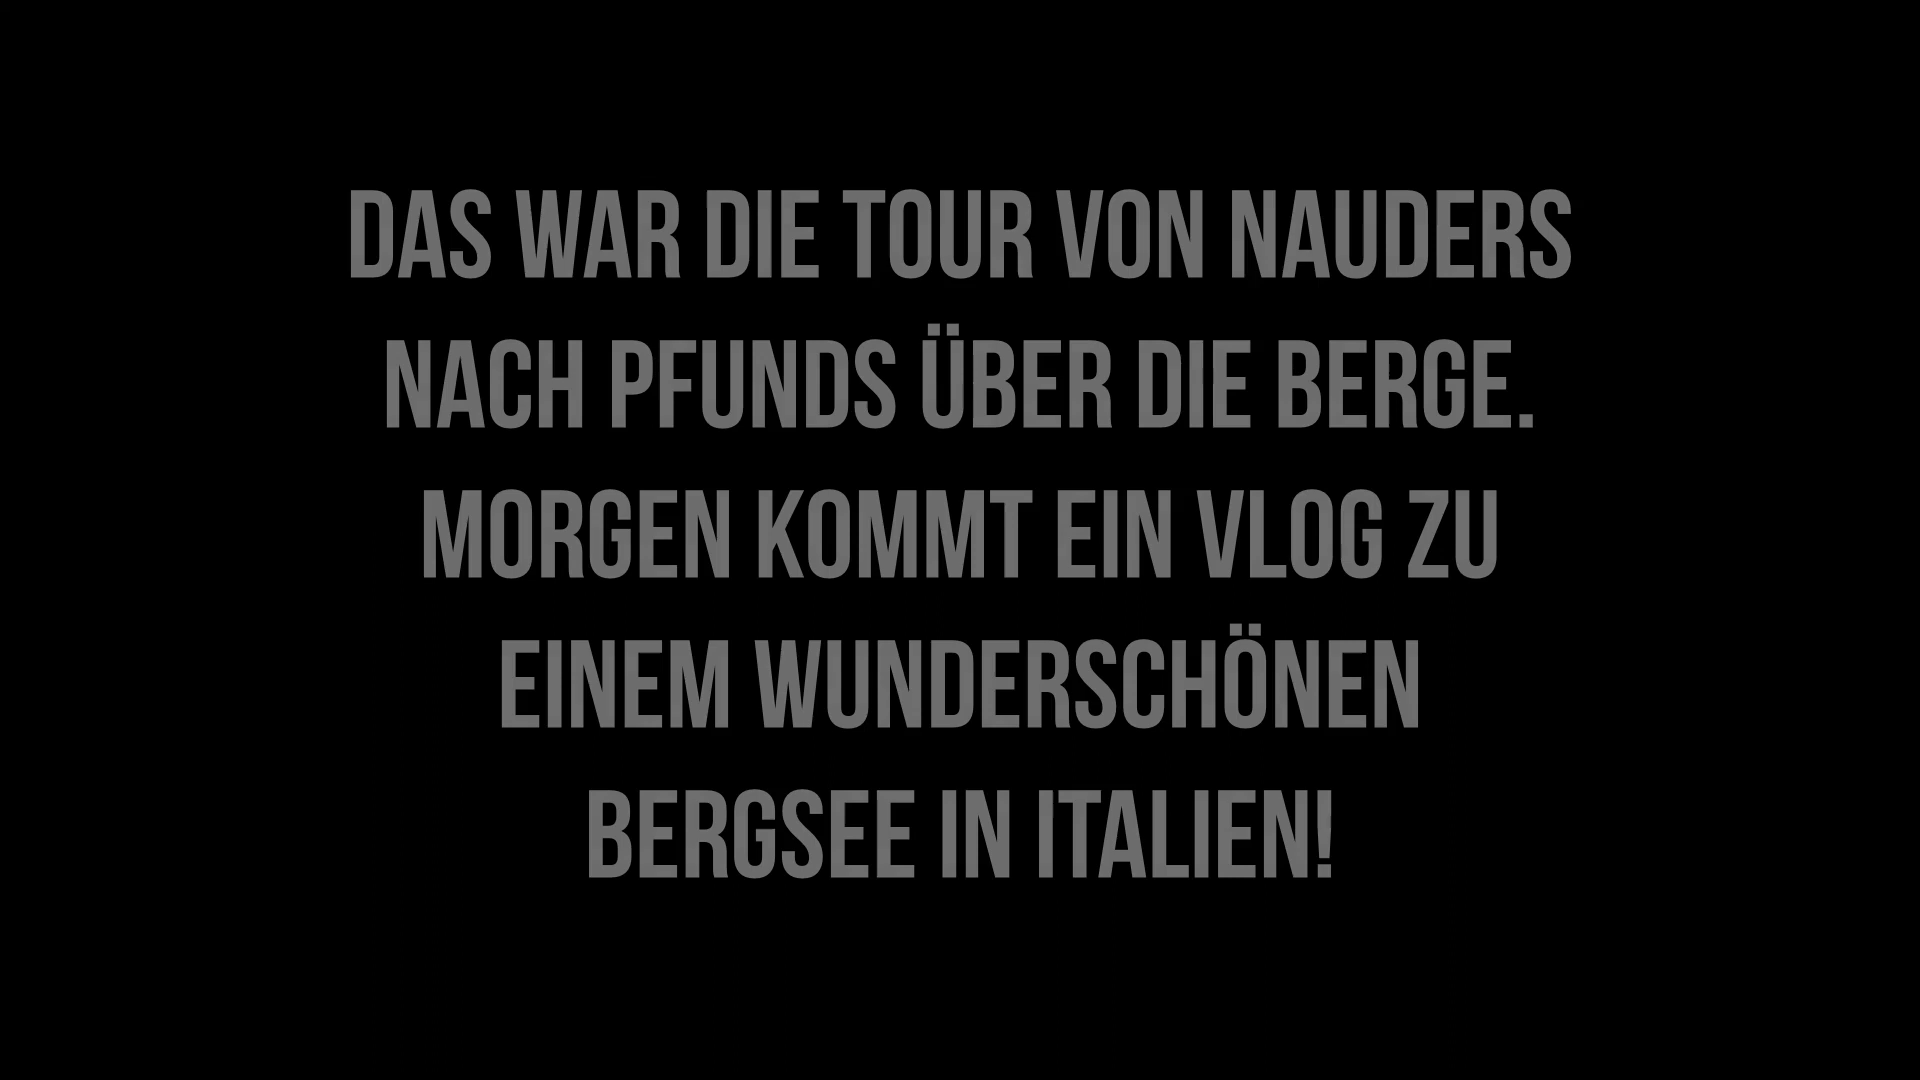 DAS WAR DIE TOUR VON NAUDERS
NACH PFUNDS ÜBER DIE BERGE.
MORGEN KOMMT EIN VLOG ZU
EINEM WUNDERSCHÖNEN
BERGSEE IN ITALIEN!